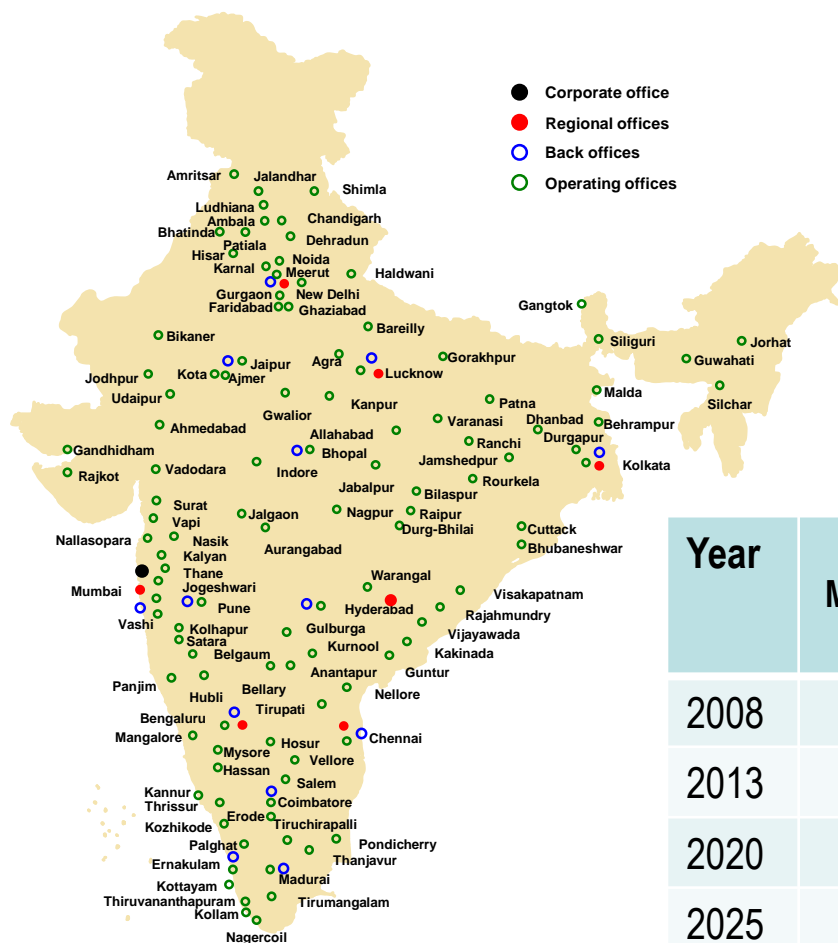 Corporate office
Regional offices
Back offices
Operating offices
Amritsar
Jalandhar
Shimla
Ludhiana
Ambala
Chandigarh
Bhatinda
Patiala
Dehradun
Hisar
Noida
Karnal
Meerut
Haldwani
Gurgaon
New Delhi
Faridabad
Ghaziabad
Gangtok
Bareilly
Bikaner
Siliguri
Jorhat
Agra
Gorakhpur
Guwahati
Jaipur
Jodhpur
Kota
Ajmer
Lucknow
Udaipur
Malda
Silchar
Kanpur
Patna
Gwalior
Varanasi
Dhanbad
Behrampur
Ahmedabad
Allahabad
Ranchi
Durgapur
Gandhidham
Bhopal
Jamshedpur
Kolkata
Rajkot
Vadodara
Indore
Rourkela
Jabalpur
Bilaspur
Surat
Jalgaon
Nagpur
Raipur
Vapi
Durg-Bhilai
Cuttack
Nallasopara
Nasik
Aurangabad
Bhubaneshwar
Kalyan
Thane
Warangal
Jogeshwari
Mumbai
Visakapatnam
Pune
Hyderabad
Rajahmundry
Vashi
Kolhapur
Gulburga
Vijayawada
Satara
Kurnool
Kakinada
Belgaum
Guntur
Anantapur
Panjim
Hubli
Bellary
Nellore
Tirupati
Bengaluru
Mangalore
Hosur
Chennai
Mysore
Vellore
Hassan
Salem
Kannur
Coimbatore
Thrissur
Erode
Tiruchirapalli
Kozhikode
Pondicherry
Palghat
Thanjavur
Ernakulam
Madurai
Kottayam
Thiruvananthapuram
Tirumangalam
Kollam
Nagercoil
Year
M
2008
2013
2020
2025